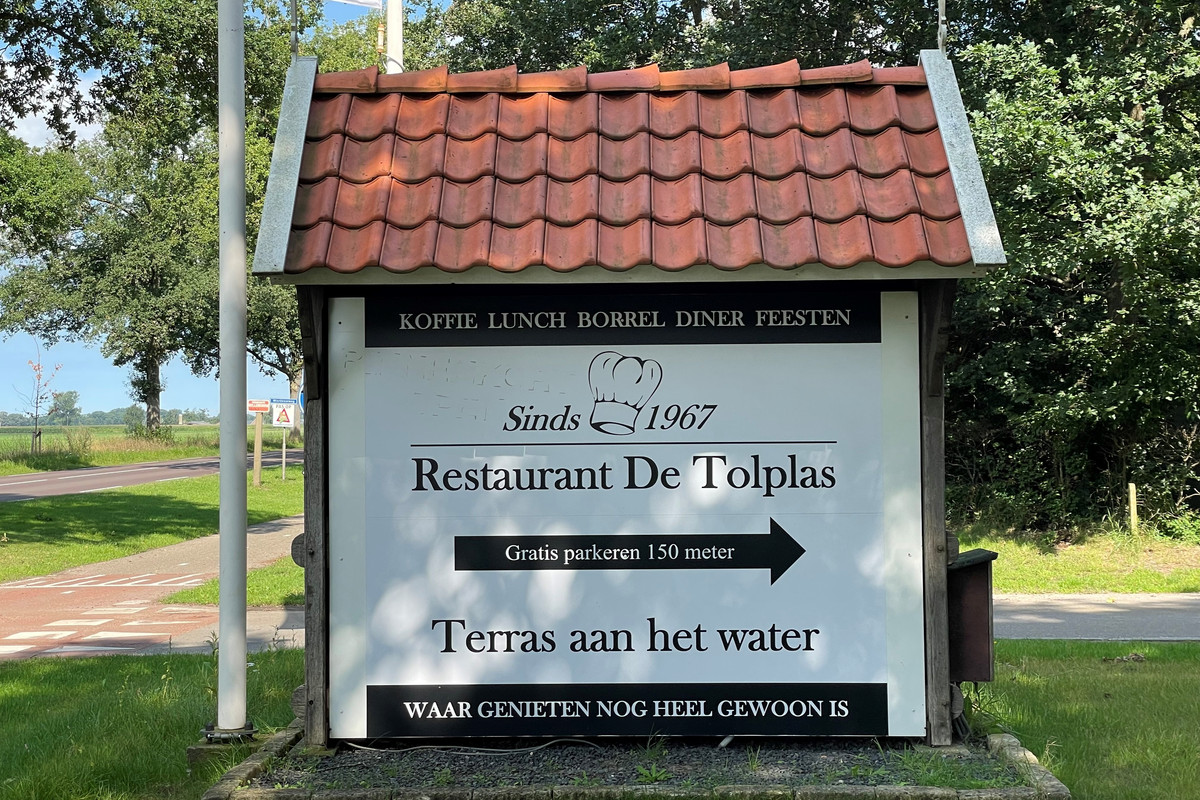 KOFFIE LUNCH BORREL DINER FEESTEN
Sinds 1967
Restaurant De Tolplas
Gratis parkeren 150 meter
Terras aan het water
WAAR GENIETEN NOG HEEL GEWOON IS